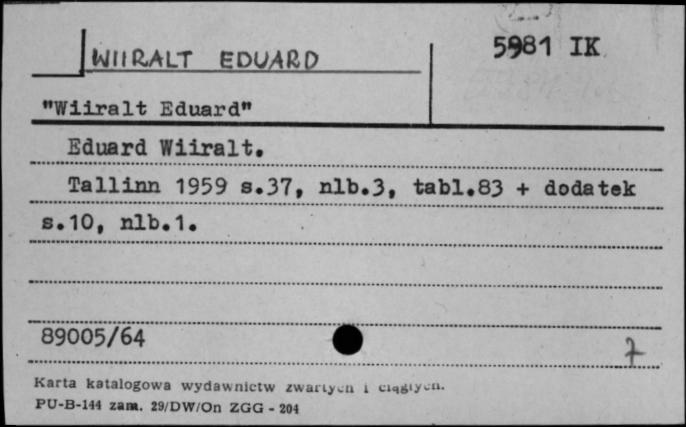 WIIRALT EDUARD
5981 IK
"Wiiralt Eduard"
Eduard Wiiralt.
Tallinn 1959 s.37, nlb.3, tabl.83 + dodatek
s.10, nlb.1.
89005/64
7
Karta katalogowa wydawnictw zwartych i ciągłych.
PU-B-144 zam. 29/DW/On ZGG - 204